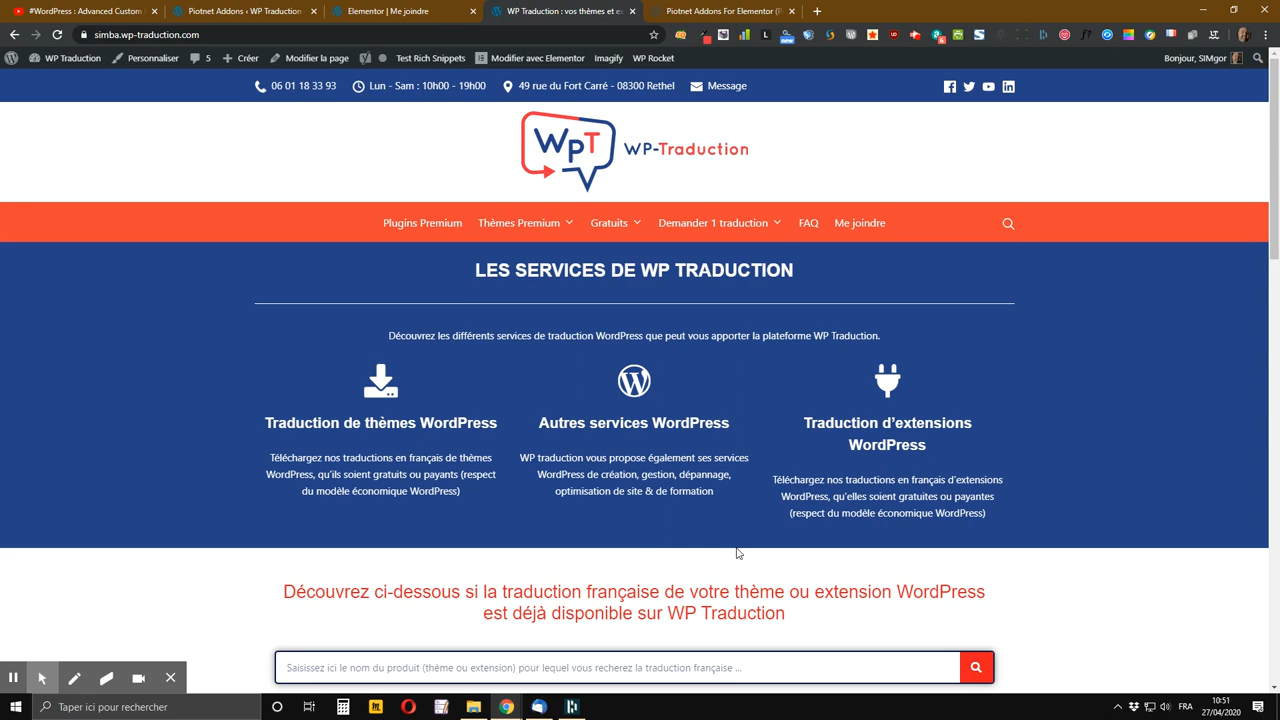 WordPress : Advanced Custom
Piotnet Addons ‹ WP Traduction
Elementor | Me joindre
WP Traduction : vos thèmes et ex
Piotnet Addons For Elementor (P
simba.wp-traduction.com
WP Traduction
Personnaliser
5
Créer
Modifier la page
Test Rich Snippets
Modifier avec Elementor
Imagify
WP Rocket
Bonjour, SIMgor
06 01 18 33 93
Lun - Sam : 10h00 - 19h00
49 rue du Fort Carré - 08300 Rethel
Message
WpT
WP-Traduction
Plugins Premium
Thèmes Premium
Gratuits
Demander 1 traduction
FAQ
Me joindre
LES SERVICES DE WP TRADUCTION
Découvrez les différents services de traduction WordPress que peut vous apporter la plateforme WP Traduction.
Traduction de thèmes WordPress
Téléchargez nos traductions en français de thèmes
WordPress, qu'ils soient gratuits ou payants (respect
du modèle économique WordPress)
Autres services WordPress
WP traduction vous propose également ses services
WordPress de création, gestion, dépannage,
optimisation de site & de formation
Traduction d'extensions
WordPress
Téléchargez nos traductions en français d'extensions
WordPress, qu'elles soient gratuites ou payantes
(respect du modèle économique WordPress)
Découvrez ci-dessous si la traduction française de votre thème ou extension WordPress
est déjà disponible sur WP Traduction
Saisissez ici le nom du produit (thème ou extension) pour lequel vous recherez la traduction française ...
Taper ici pour rechercher
FRA
10:51
27/04/2020